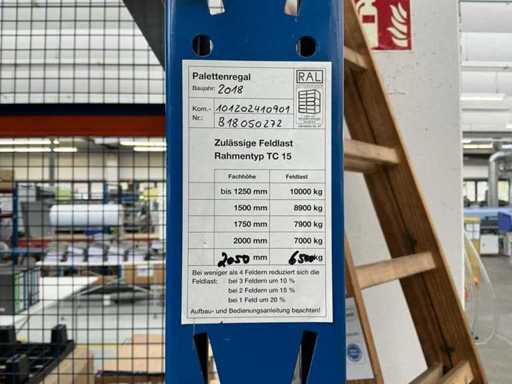 Palettenregal
Baujahr: 2018
RAL
Kom.- 101202410901
Nr.: B18050272
Zulässige Feldlast
Rahmentyp TC 15
Fachhöhe Feldlast
bis 1250 mm 10000 kg
1500 mm 8900 kg
1750 mm 7900 kg
2000 mm 7000 kg
2050 mm 6500 kg
Bei weniger als 4 Feldern reduziert sich die
Feldlast: bei 3 Feldern um 10 %
bei 2 Feldern um 15 %
bei 1 Feld um 20 %
Aufbau- und Bedienungsanleitung beachten!